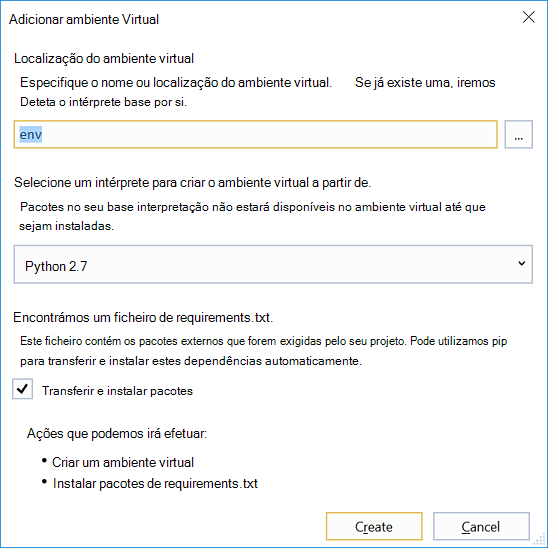 Adicionar ambiente Virtual
Localização do ambiente virtual
Especifique o nome ou localização do ambiente virtual. Se já existe uma, iremos
Deteta o intérprete base por si.
env
...
Selecione um intérprete para criar o ambiente virtual a partir de.
Pacotes no seu base interpretação não estará disponíveis no ambiente virtual até que
sejam instaladas.
Python 2.7
Encontrámos um ficheiro de requirements.txt.
Este ficheiro contém os pacotes externos que forem exigidas pelo seu projeto. Pode utilizamos pip
para transferir e instalar estes dependências automaticamente.
Transferir e instalar pacotes
Ações que podemos irá efetuar:
• Criar um ambiente virtual
• Instalar pacotes de requirements.txt
Create Cancel